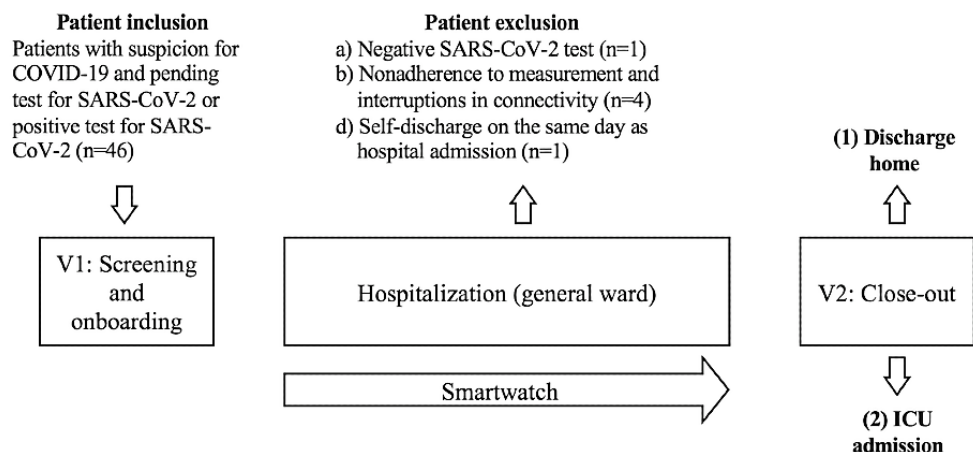 Patient inclusion
Patients with suspicion for
COVID-19 and pending
test for SARS-CoV-2 or
positive test for SARS-
CoV-2 (n=46)
Patient exclusion
a) Negative SARS-CoV-2 test (n=1)
b) Nonadherence to measurement and
interruptions in connectivity (n=4)
d) Self-discharge on the same day as
hospital admission (n=1)
(1) Discharge
home
V1: Screening
and
onboarding
Hospitalization (general ward)
V2: Close-out
Smartwatch
(2) ICU
admission